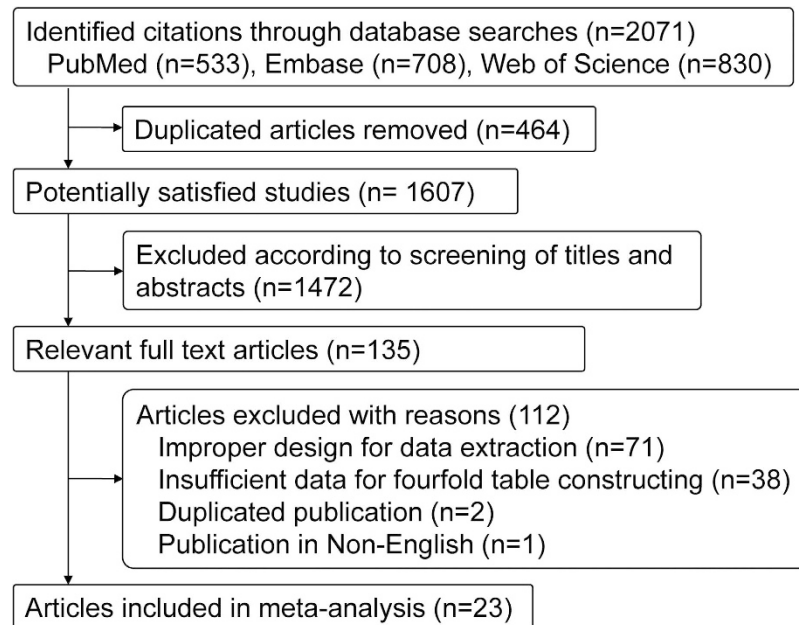 Identified citations through database searches (n=2071)
PubMed (n=533), Embase (n=708), Web of Science (n=830)
Duplicated articles removed (n=464)
Potentially satisfied studies (n= 1607)
Excluded according to screening of titles and
abstracts (n=1472)
Relevant full text articles (n=135)
Articles excluded with reasons (112)
Improper design for data extraction (n=71)
Insufficient data for fourfold table constructing (n=38)
Duplicated publication (n=2)
Publication in Non-English (n=1)
Articles included in meta-analysis (n=23)